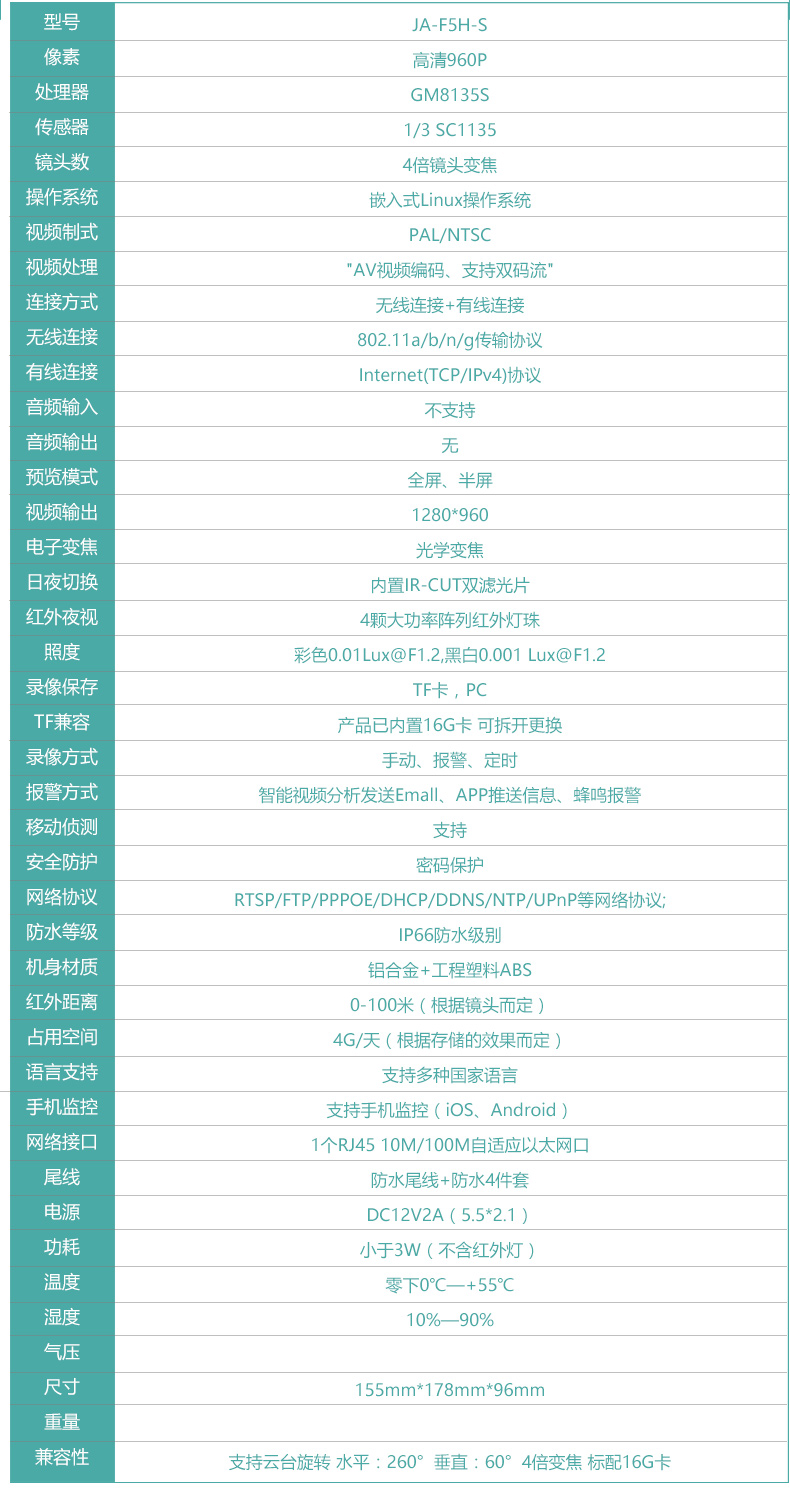 型号 JA-F5H-S
像素 高清960P
处理器 GM8135S
传感器 1/3 SC1135
镜头数 4倍镜头变焦
操作系统 嵌入式Linux操作系统
视频制式 PAL/NTSC
视频处理 "AV视频编码、支持双码流"
连接方式 无线连接+有线连接
无线连接 802.11a/b/n/g传输协议
有线连接 Internet(TCP/IPv4)协议
音频输入 不支持
音频输出 无
预览模式 全屏、半屏
视频输出 1280*960
电子变焦 光学变焦
日夜切换 内置IR-CUT双滤光片
红外夜视 4颗大功率阵列红外灯珠
照度 彩色0.01Lux@F1.2,黑白0.001 Lux@F1.2
录像保存 TF卡，PC
TF兼容 产品已内置16G卡 可拆开更换
录像方式 手动、报警、定时
报警方式 智能视频分析发送Emall、APP推送信息、蜂鸣报警
移动侦测 支持
安全防护 密码保护
网络协议 RTSP/FTP/PPPOE/DHCP/DDNS/NTP/UPnP等网络协议;
防水等级 IP66防水级别
机身材质 铝合金+工程塑料ABS
红外距离 0-100米（根据镜头而定）
占用空间 4G/天（根据存储的效果而定）
语言支持 支持多种国家语言
手机监控 支持手机监控（iOS、Android）
网络接口 1个RJ45 10M/100M自适应以太网口
尾线 防水尾线+防水4件套
电源 DC12V2A（5.5*2.1）
功耗 小于3W（不含红外灯）
温度 零下0℃—+55℃
湿度 10%—90%
气压
尺寸 155mm*178mm*96mm
重量
兼容性 支持云台旋转 水平：260° 垂直：60° 4倍变焦 标配16G卡